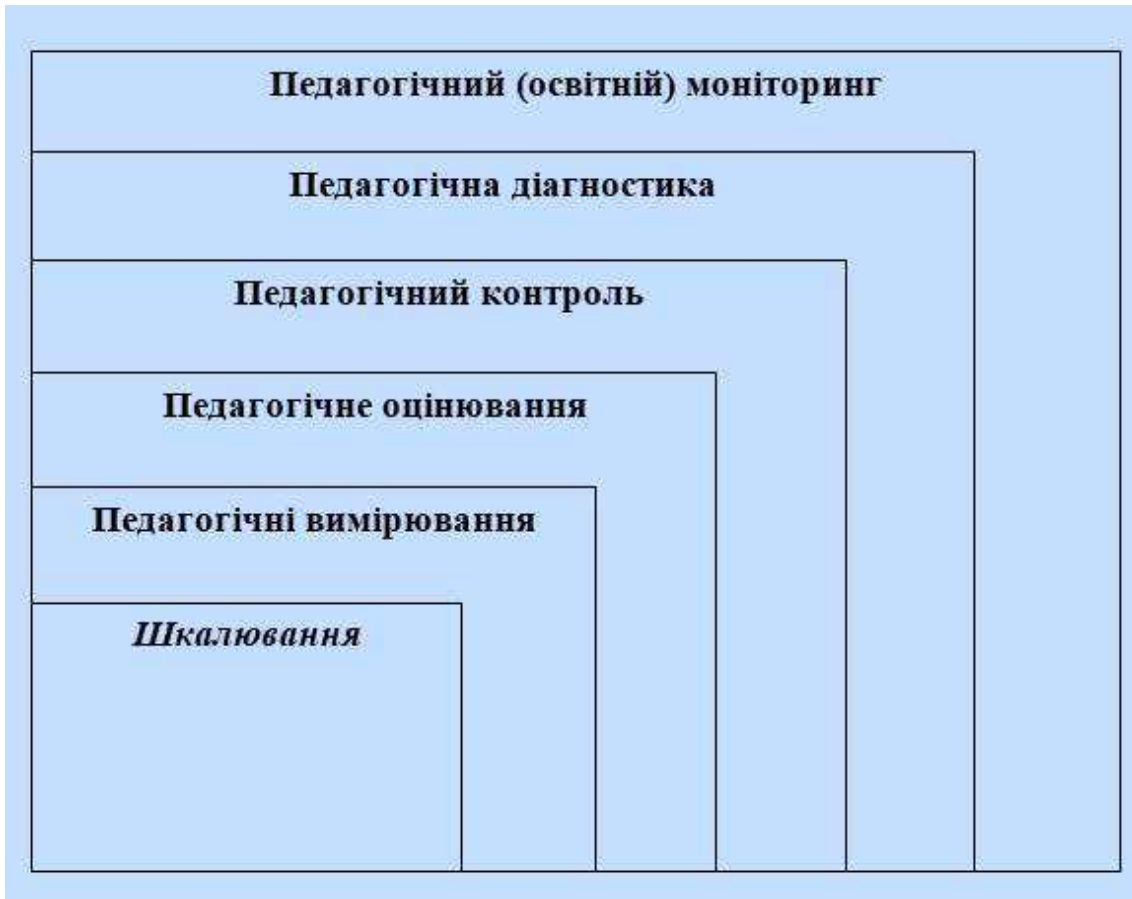 Педагогічний (освітній) моніторинг
Педагогічна діагностика
Педагогічний контроль
Педагогічне оцінювання
Педагогічні вимірювання
Шкалювання